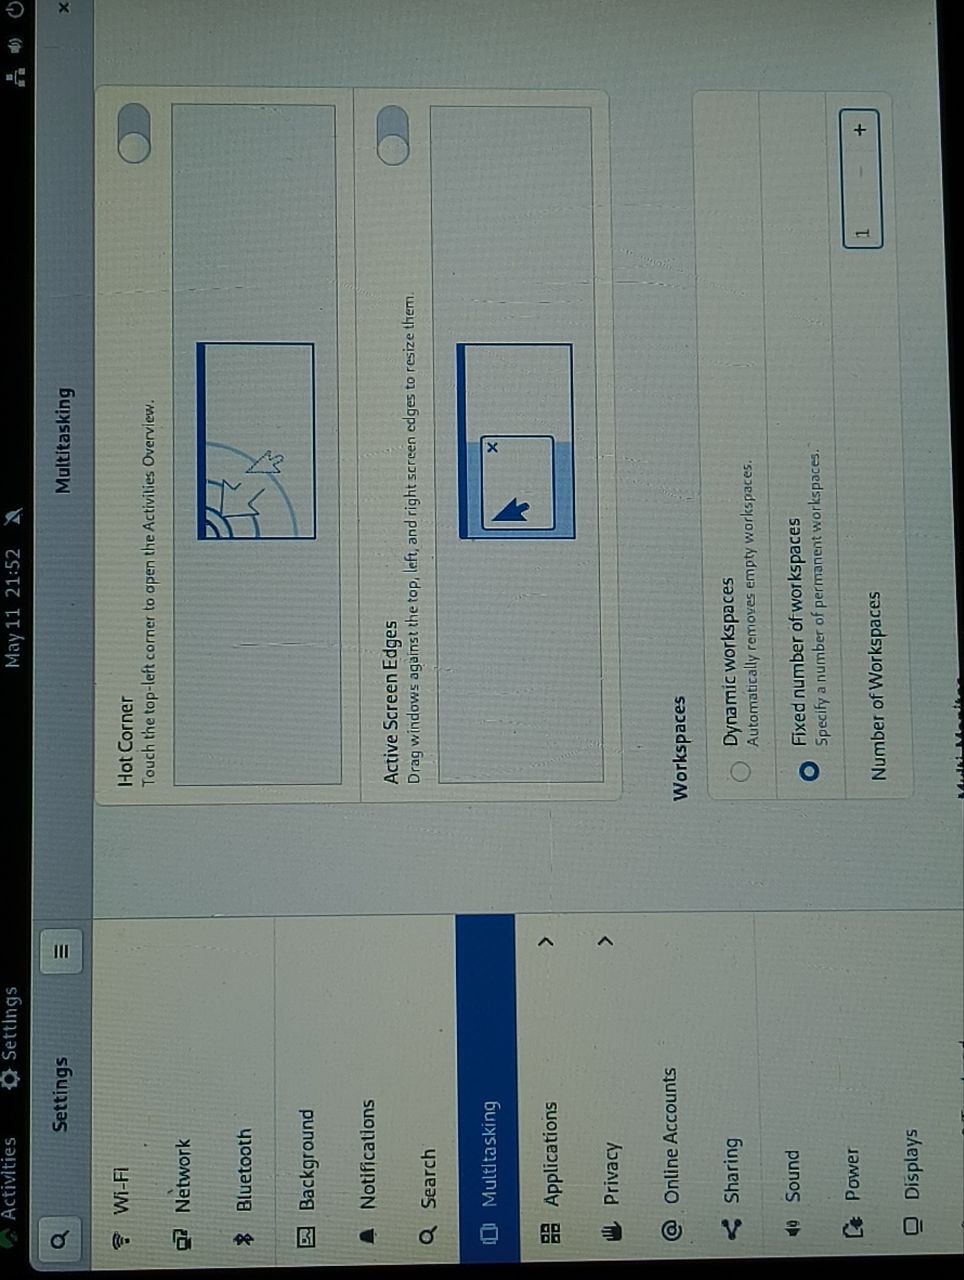 Activities
Settings
May 11 21:52
Settings
Multitasking
Wi-Fi
Network
Bluetooth
Background
Notifications
Search
Multitasking
Applications
Privacy
Online Accounts
Sharing
Sound
Power
Displays
Hot Corner
Touch the top-left corner to open the Activities Overview.
Active Screen Edges
Drag windows against the top, left, and right screen edges to resize them.
Workspaces
Dynamic workspaces
Automatically removes empty workspaces.
Fixed number of workspaces
Specify a number of permanent workspaces.
Number of Workspaces
1 − +